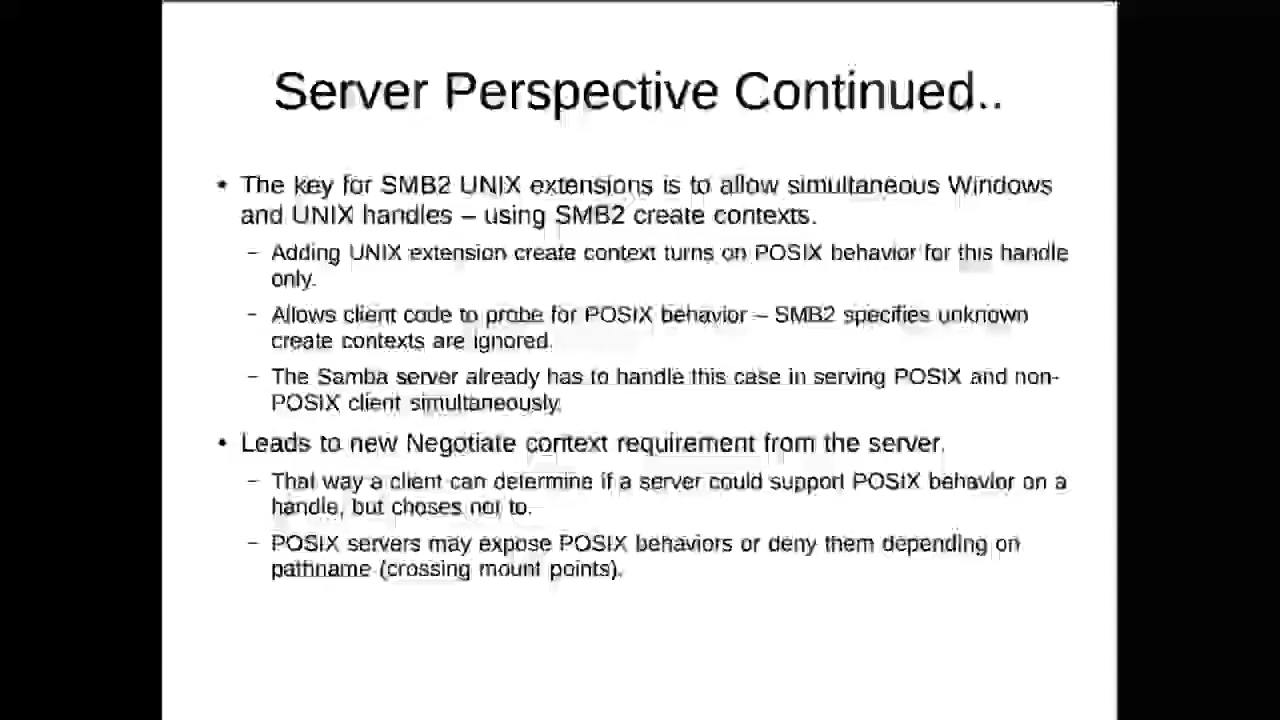 Server Perspective Continued..
• The key for SMB2 UNIX extensions is to allow simultaneous Windows
and UNIX handles – using SMB2 create contexts.
– Adding UNIX extension create context turns on POSIX behavior for this handle
only.
– Allows client code to probe for POSIX behavior – SMB2 specifies unknown
create contexts are ignored.
– The Samba server already has to handle this case in serving POSIX and non-
POSIX client simultaneously.
• Leads to new Negotiate context requirement from the server.
– That way a client can determine if a server could support POSIX behavior on a
handle, but choses not to.
– POSIX servers may expose POSIX behaviors or deny them depending on
pathname (crossing mount points).